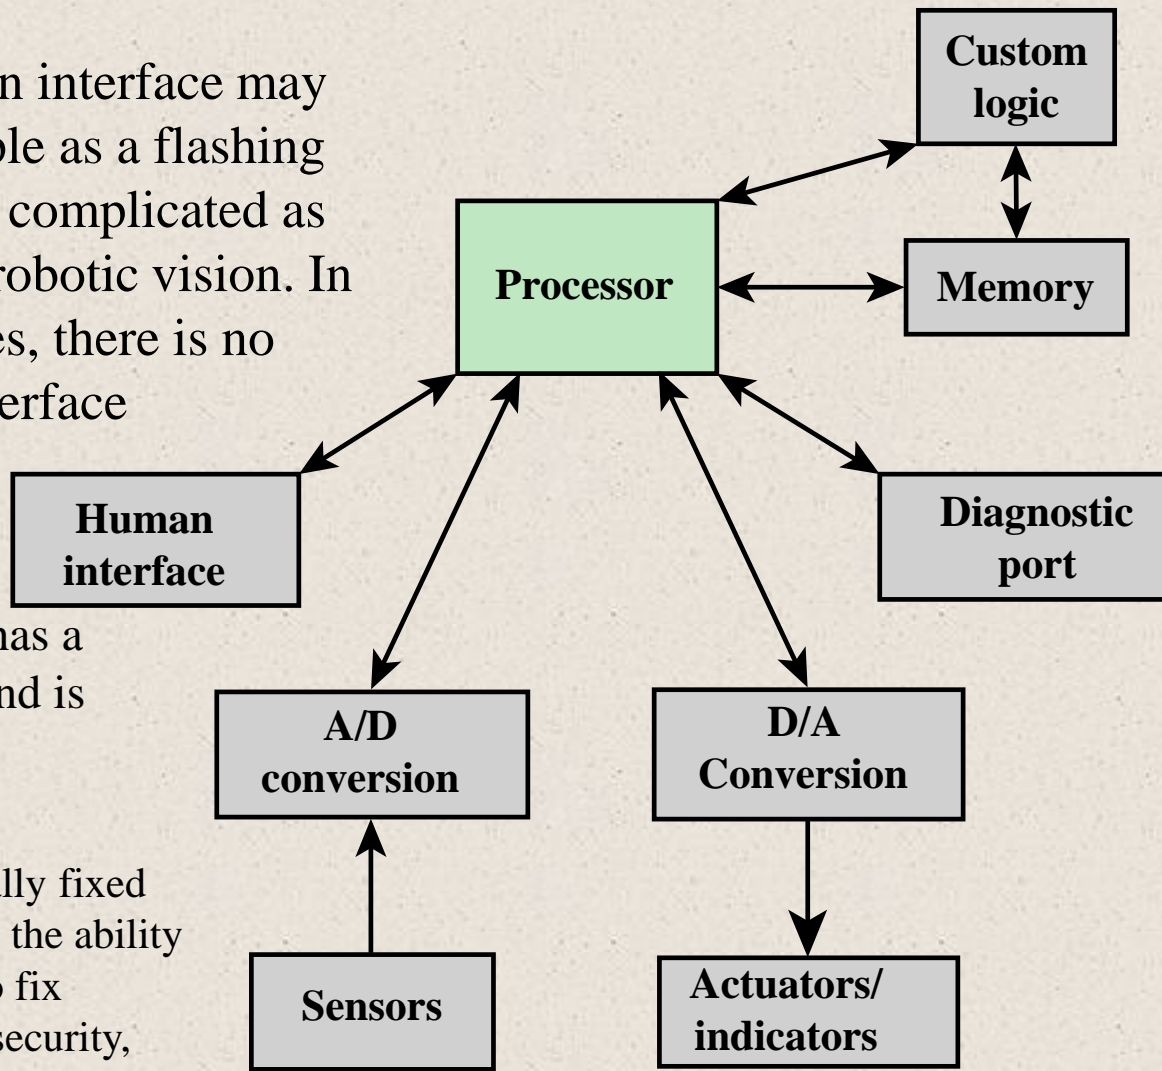 n interface may
ble as a flashing
complicated as
robotic vision. In
es, there is no
erface
has a
nd is
ally fixed
the ability
o fix
security,
Custom
logic
Processor
Memory
Human
interface
Diagnostic
port
A/D
conversion
D/A
Conversion
Sensors
Actuators/
indicators